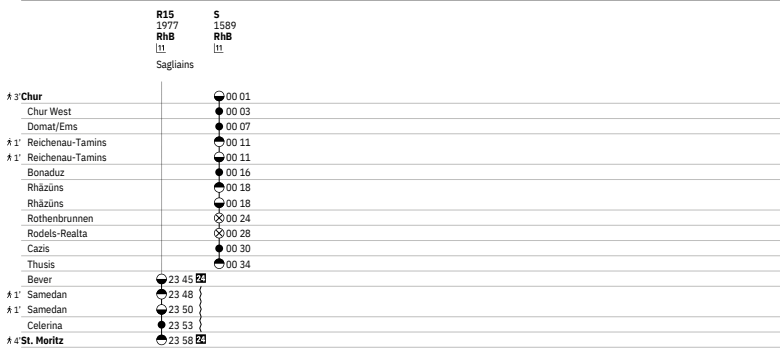 R15 S
1977 1589
RhB RhB
11 11
Sagliains
3' Chur 00 01
Chur West 00 03
Domat/Ems 00 07
1' Reichenau-Tamins 00 11
1' Reichenau-Tamins 00 11
Bonaduz 00 16
Rhäzüns 00 18
Rhäzüns 00 18
Rothenbrunnen 00 24
Rodels-Realta 00 28
Cazis 00 30
Thusis 00 34
Bever 23 45 24
1' Samedan 23 48
1' Samedan 23 50
Celerina 23 53
4' St. Moritz 23 58 24